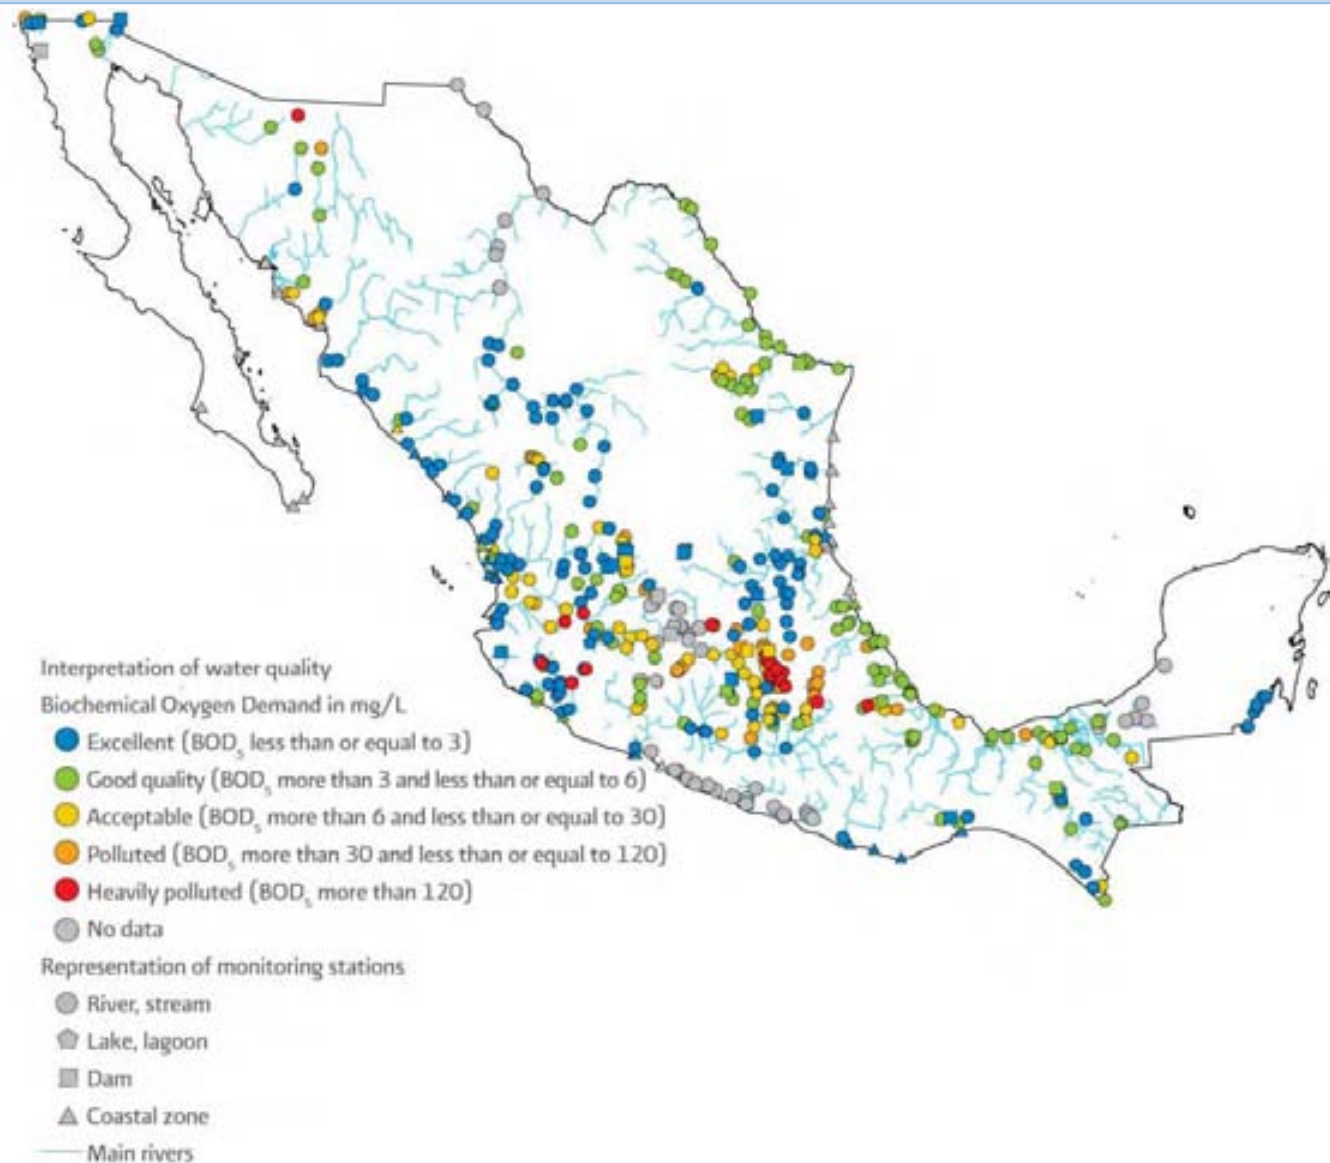 Interpretation of water quality
Biochemical Oxygen Demand in mg/L
Excellent (BOD₅ less than or equal to 3)
Good quality (BOD₅ more than 3 and less than or equal to 6)
Acceptable (BOD₅ more than 6 and less than or equal to 30)
Polluted (BOD₅ more than 30 and less than or equal to 120)
Heavily polluted (BOD₅ more than 120)
No data
Representation of monitoring stations
River, stream
Lake, lagoon
Dam
Coastal zone
Main rivers